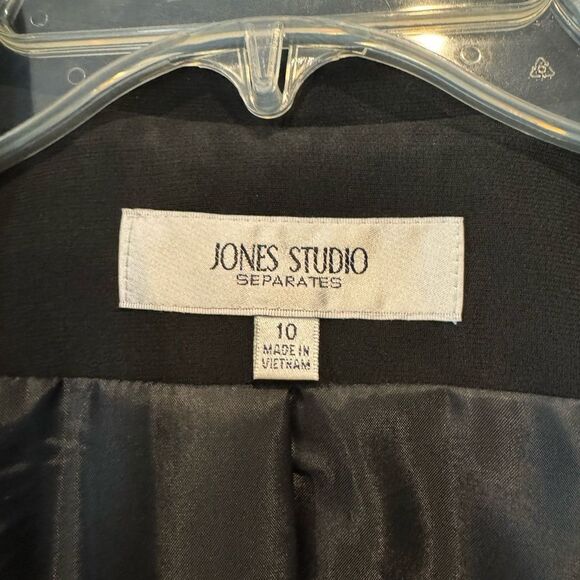 JONES STUDIO
SEPARATES
10
MADE IN
VIETNAM